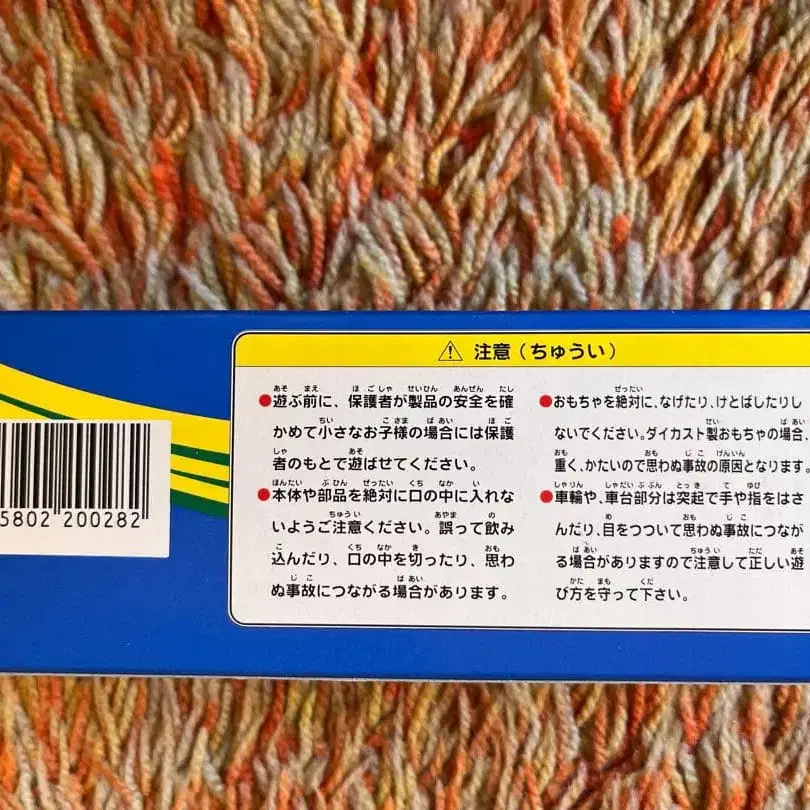 注意（ちゅうい）
●遊ぶ前に、保護者が製品の安全を確
かめて小さなお子様の場合には保護
者のもとで遊ばせてください。
●本体や部品を絶対に口の中に入れな
いようご注意ください。誤って飲み
込んだり、口の中を切ったり、思わ
ぬ事故につながる場合があります。
●おもちゃを絶対に、なげたり、けとばしたりし
ないでください。ダイカスト製おもちゃの場合、
重く、かたいので思わぬ事故の原因となります。
●車輪や、車台部分は突起で手や指をはさ
んだり、目をつついて思わぬ事故につなが
る場合がありますので注意して正しい遊
び方を守って下さい。
5802 200282